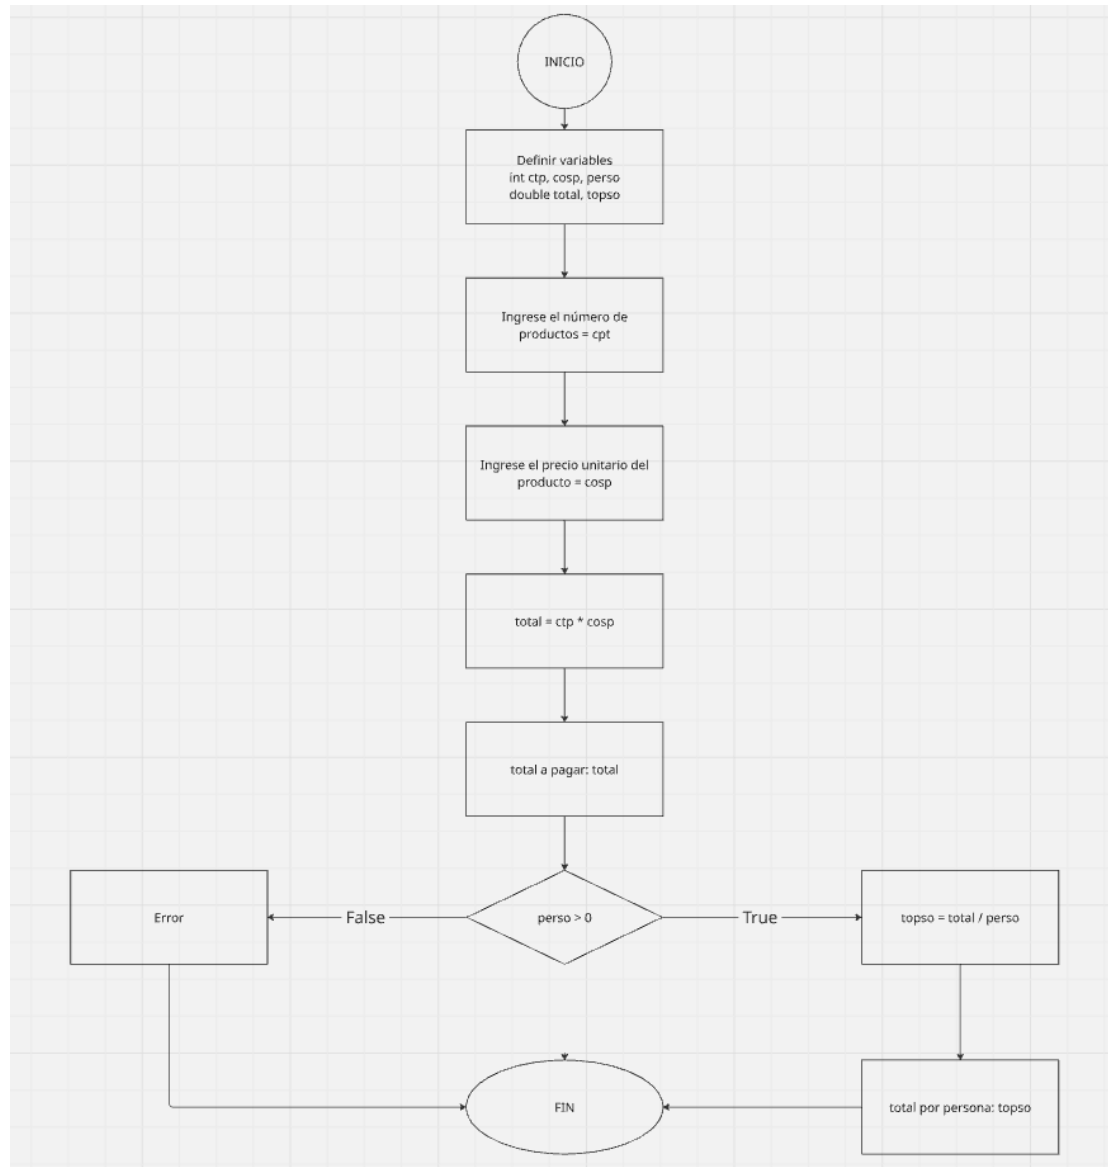 INICIO
Definir variables
int ctp, cosp, perso
double total, topso
Ingrese el número de
productos = cpt
Ingrese el precio unitario del
producto = cosp
total = ctp * cosp
total a pagar: total
Error
False
perso > 0
True
topso = total / perso
FIN
total por persona: topso